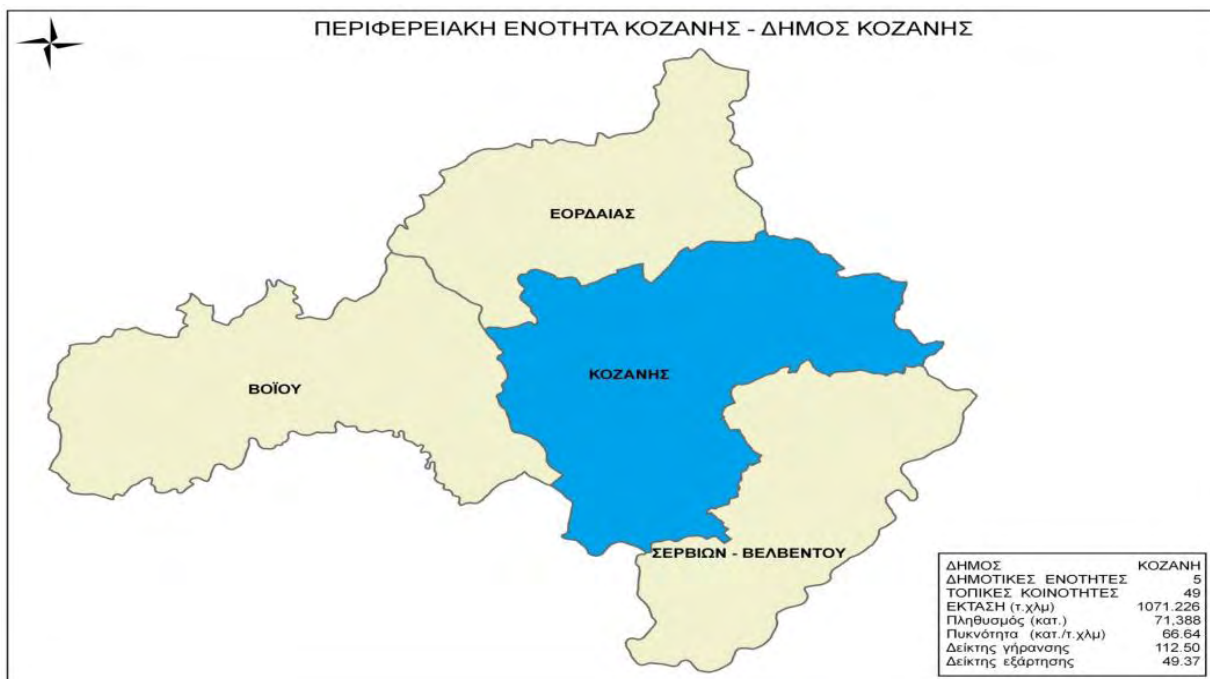 ΠΕΡΙΦΕΡΕΙΑΚΗ ΕΝΟΤΗΤΑ ΚΟΖΑΝΗΣ - ΔΗΜΟΣ ΚΟΖΑΝΗΣ
ΕΟΡΔΑΙΑΣ
ΒΟΪΟΥ
ΚΟΖΑΝΗΣ
ΣΕΡΒΙΩΝ - ΒΕΛΒΕΝΤΟΥ
ΔΗΜΟΣ ΚΟΖΑΝΗ
ΔΗΜΟΤΙΚΕΣ ΕΝΟΤΗΤΕΣ 5
ΤΟΠΙΚΕΣ ΚΟΙΝΟΤΗΤΕΣ 49
ΕΚΤΑΣΗ (τ.χλμ) 1071.226
Πληθυσμός (κατ.) 71,388
Πυκνότητα (κατ./τ.χλμ) 66.64
Δείκτης γήρανσης 112.50
Δείκτης εξάρτησης 49.37